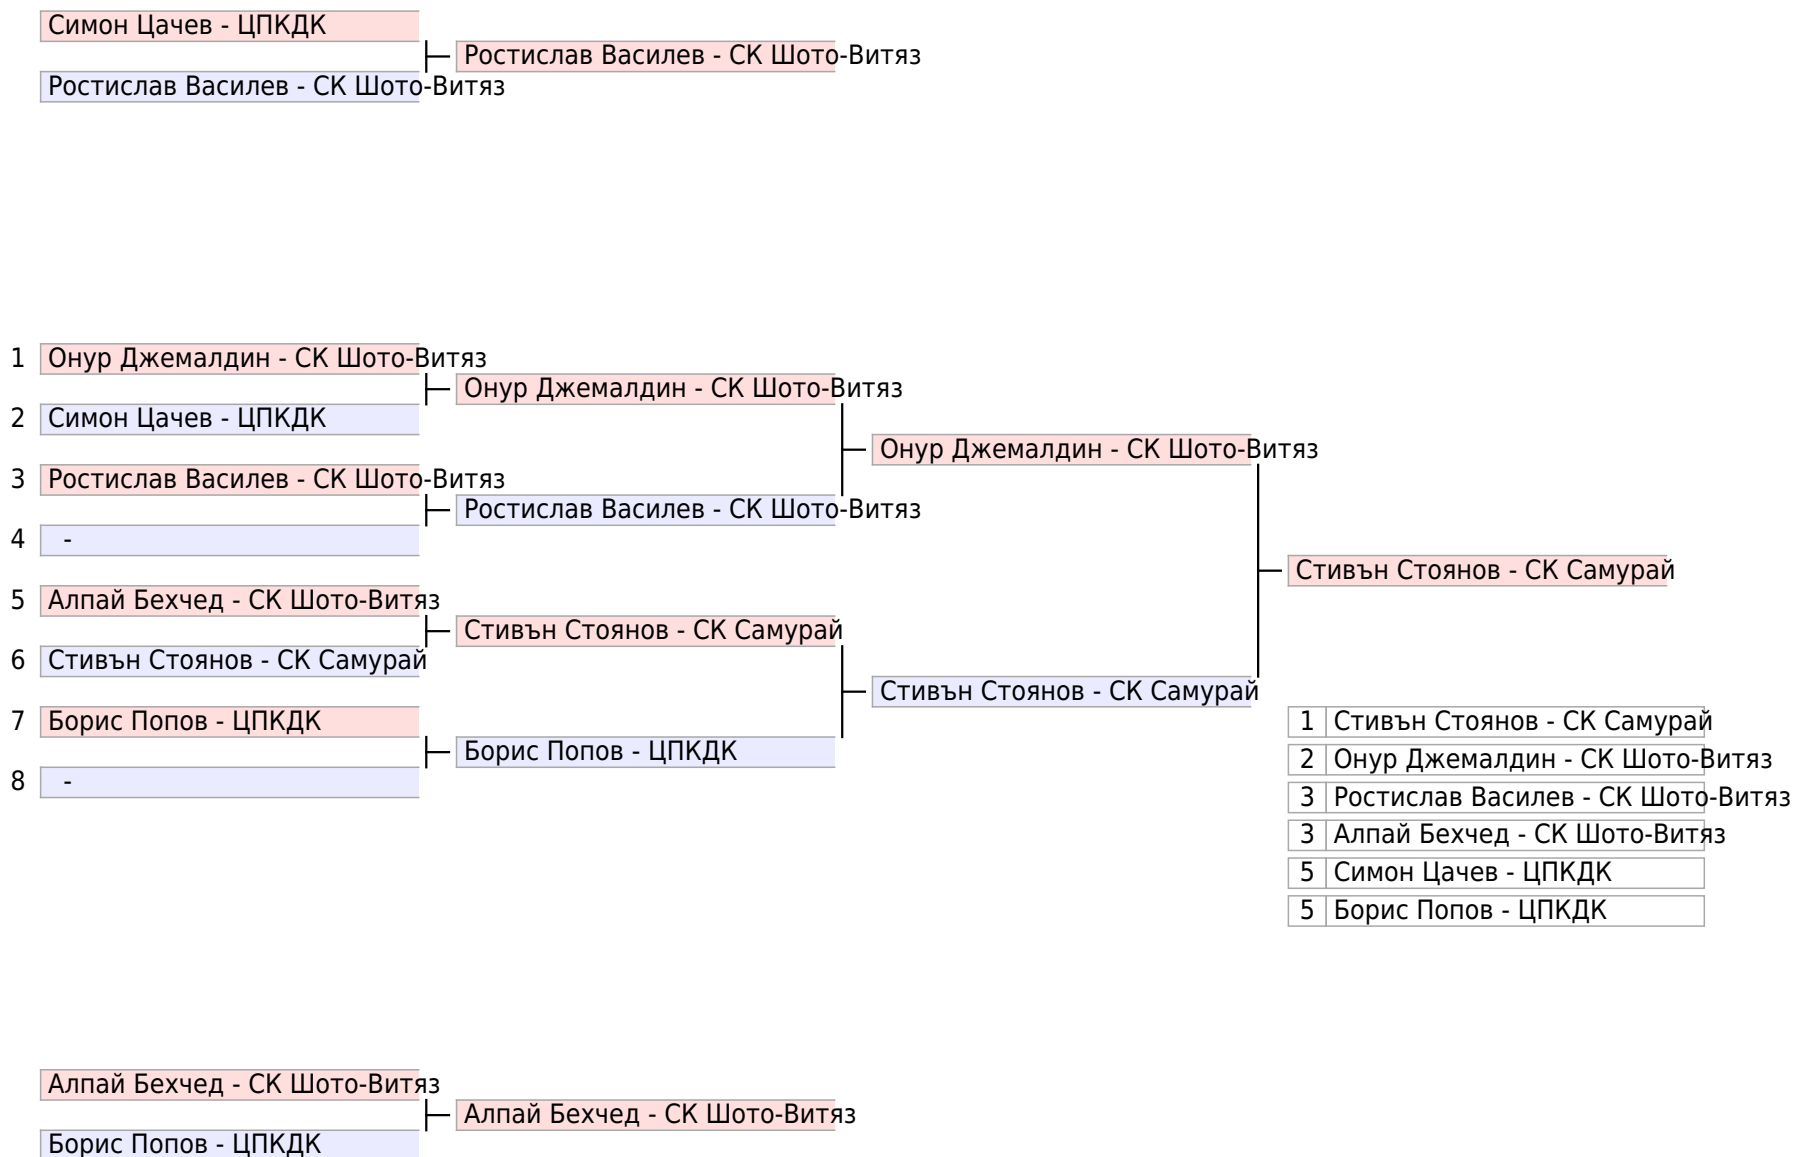 Симон Цачев - ЦПКДК
Ростислав Василев - СК Шото-Витяз
Ростислав Василев - СК Шото-Витяз
1 Онур Джемалдин - СК Шото-Витяз
Онур Джемалдин - СК Шото-Витяз
2 Симон Цачев - ЦПКДК
Онур Джемалдин - СК Шото-Витяз
3 Ростислав Василев - СК Шото-Витяз
Ростислав Василев - СК Шото-Витяз
4 -
Стивън Стоянов - СК Самурай
5 Алпай Бехчед - СК Шото-Витяз
Стивън Стоянов - СК Самурай
6 Стивън Стоянов - СК Самурай
Стивън Стоянов - СК Самурай
7 Борис Попов - ЦПКДК
Борис Попов - ЦПКДК
8 -
1 Стивън Стоянов - СК Самурай
2 Онур Джемалдин - СК Шото-Витяз
3 Ростислав Василев - СК Шото-Витяз
3 Алпай Бехчед - СК Шото-Витяз
5 Симон Цачев - ЦПКДК
5 Борис Попов - ЦПКДК
Алпай Бехчед - СК Шото-Витяз
Алпай Бехчед - СК Шото-Витяз
Борис Попов - ЦПКДК